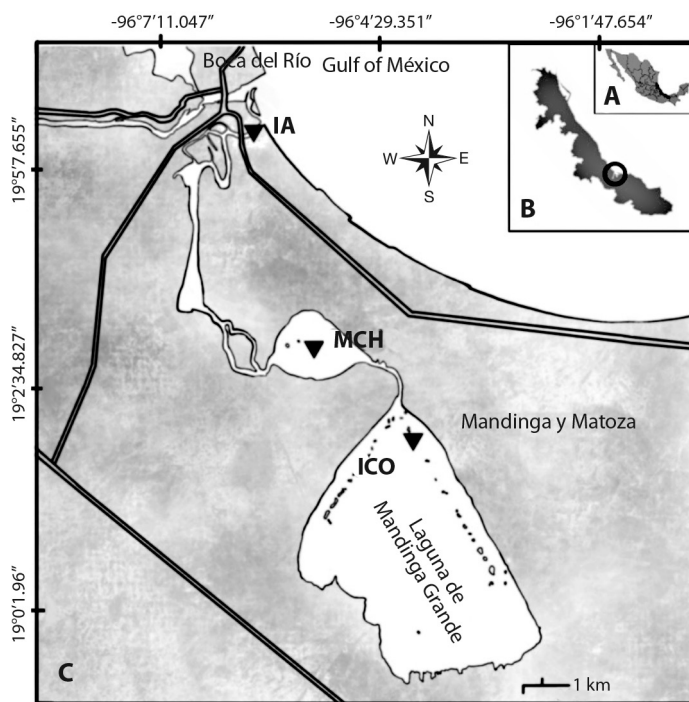 -96°7'11.047" -96°4'29.351" -96°1'47.654"
Boca del Río
Gulf of México
A
B
IA
N
W E
S
19°5'7.655"
MCH
19°2'34.827"
Mandinga y Matoza
ICO
Laguna de
Mandinga Grande
19°0'1.96"
C
1 km